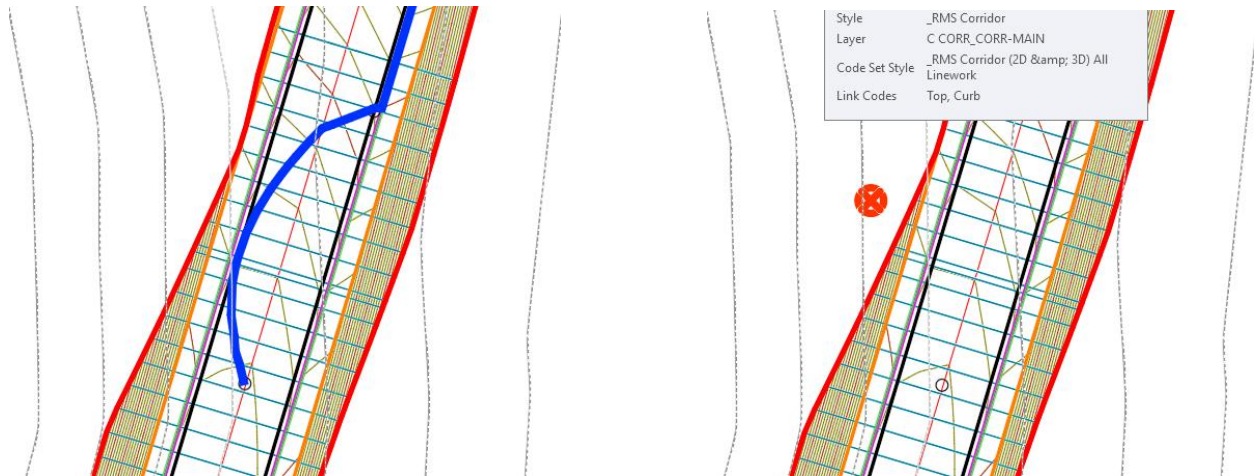 Style _RMS Corridor
Layer C CORR_CORR-MAIN
Code Set Style _RMS Corridor (2D &amp; 3D) All
Linework
Link Codes Top, Curb